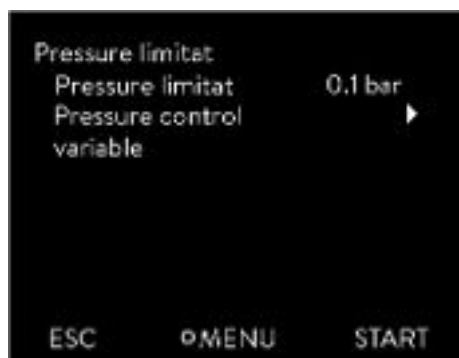 Pressure limitat
Pressure limitat 0.1 bar
Pressure control
variable
ESC MENU START